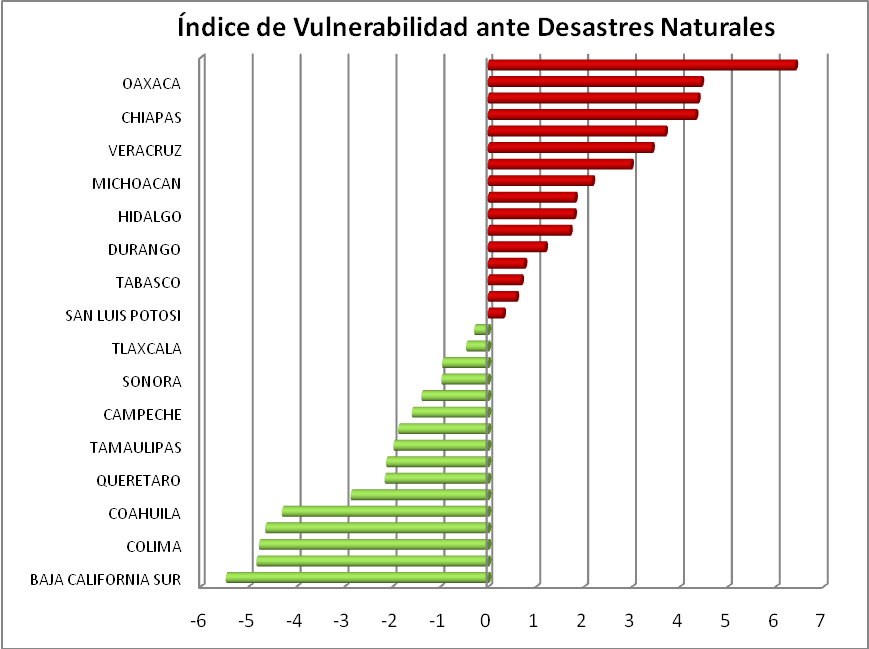 Índice de Vulnerabilidad ante Desastres Naturales
OAXACA
CHIAPAS
VERACRUZ
MICHOACAN
HIDALGO
DURANGO
TABASCO
SAN LUIS POTOSI
TLAXCALA
SONORA
CAMPECHE
TAMAULIPAS
QUERETARO
COAHUILA
COLIMA
BAJA CALIFORNIA SUR
-6 -5 -4 -3 -2 -1 0 1 2 3 4 5 6 7